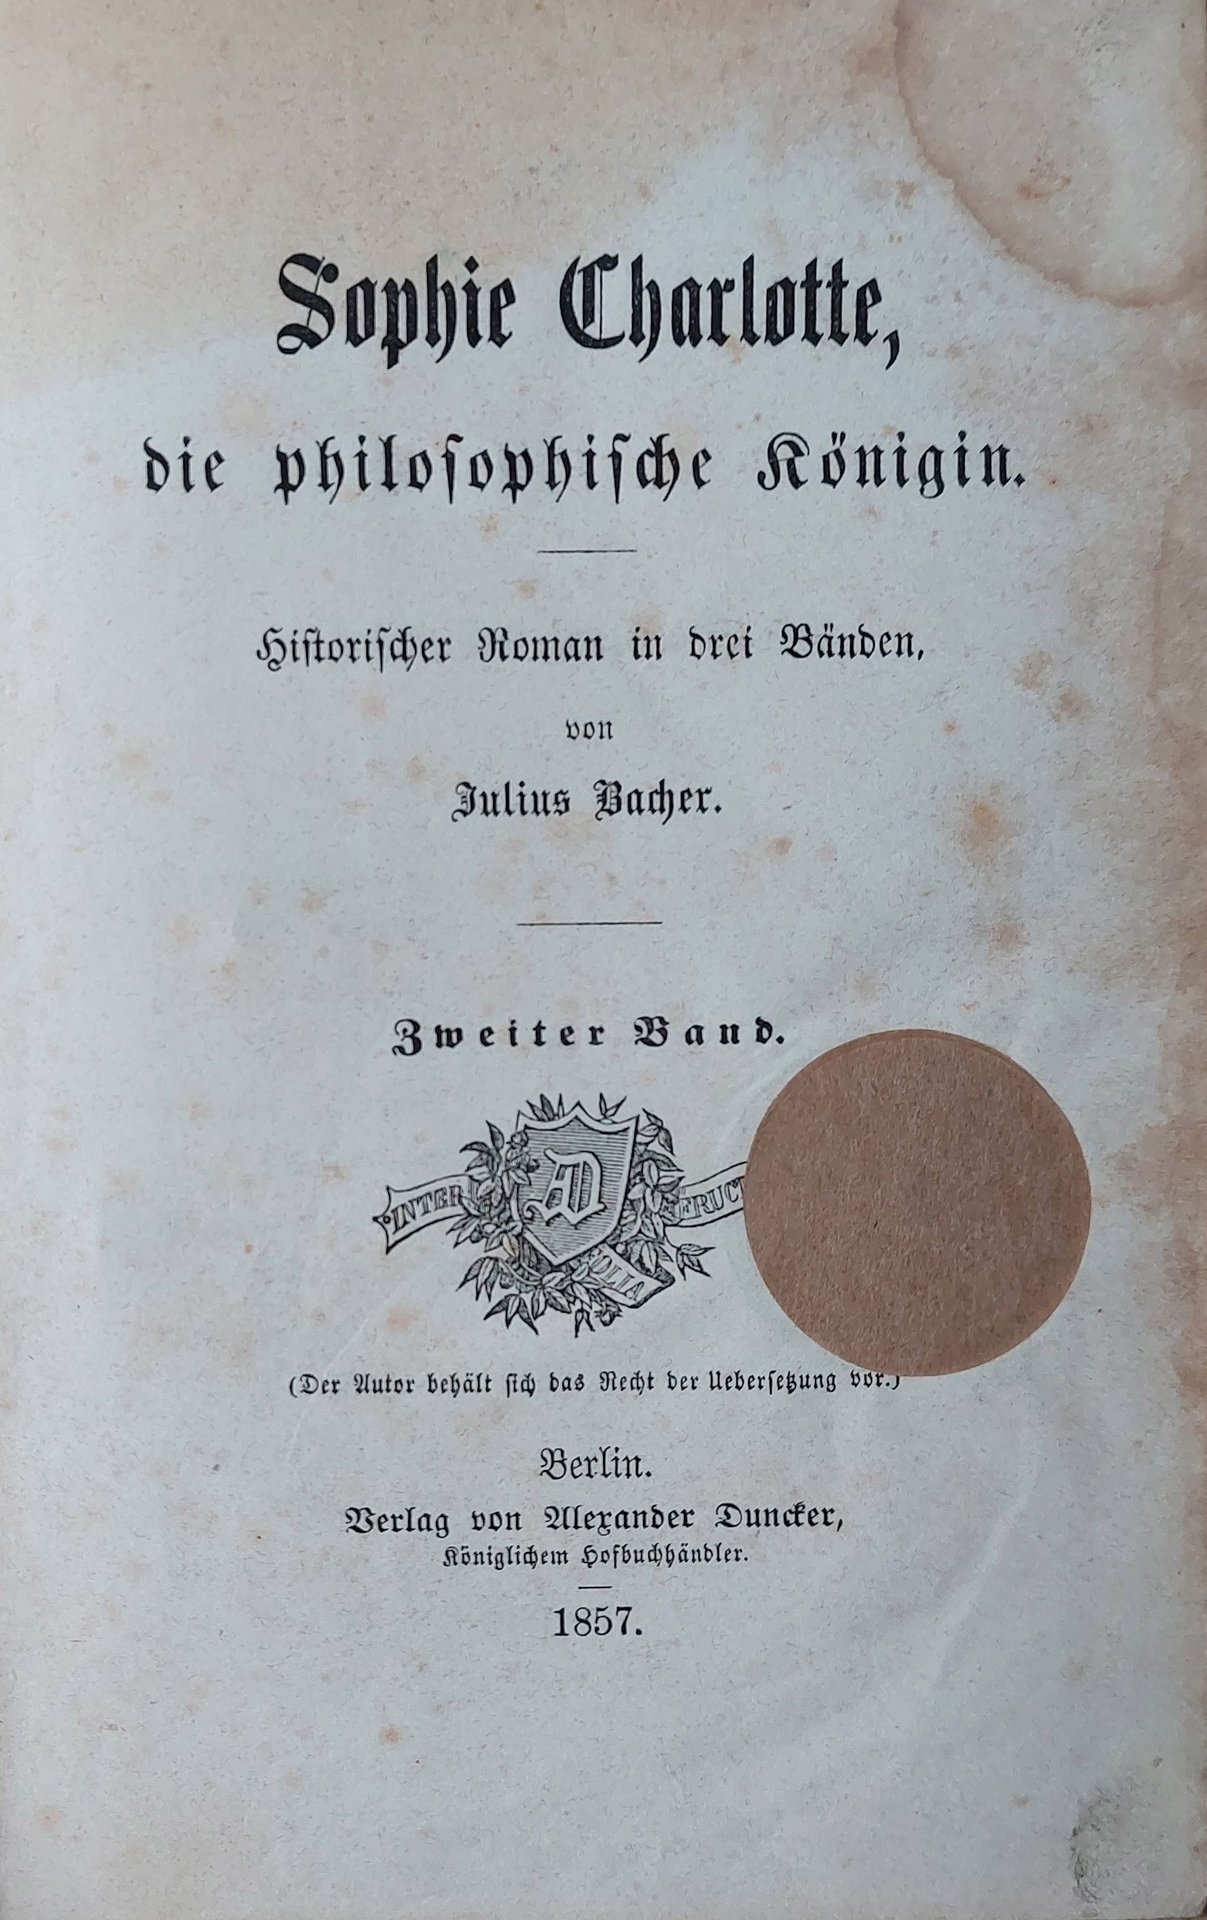 Sophie Charlotte,
die philosophische Königin.
Historischer Roman in drei Bänden,
von
Julius Bacher.
Zweiter Band.
INTER
FOLIA
D
(Der Autor behält sich das Recht der Uebersetzung vor.)
Berlin.
Verlag von Alexander Duncker,
Königlichem Hofbuchhändler.
1857.